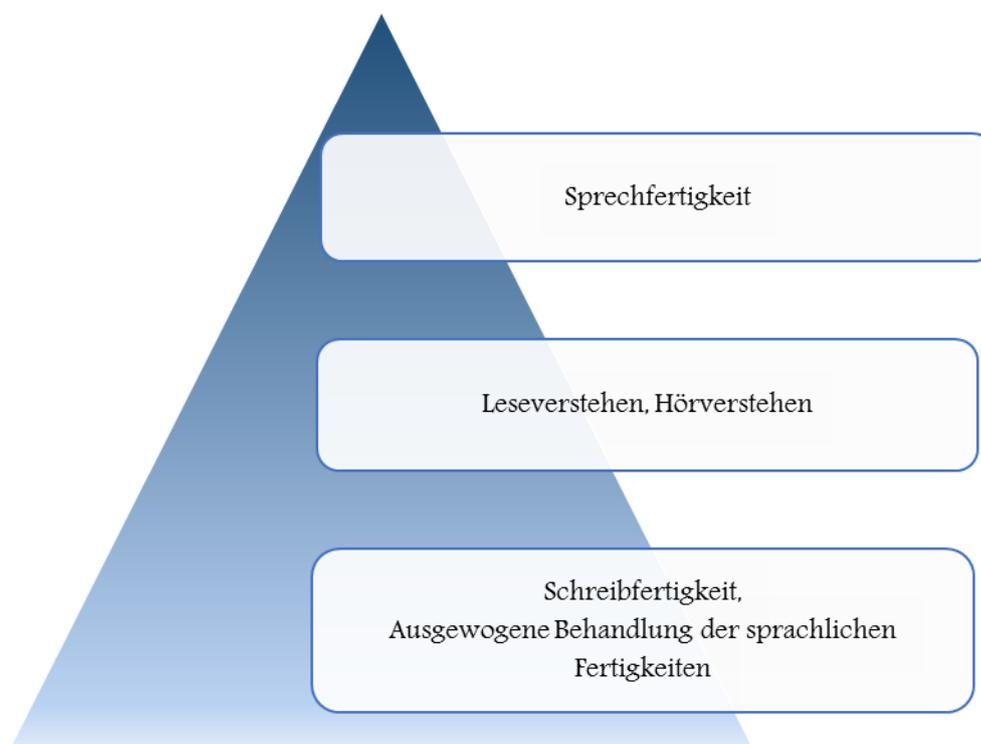 Sprechfertigkeit
Leseverstehen, Hörverstehen
Schreibfertigkeit,
Ausgewogene Behandlung der sprachlichen
Fertigkeiten